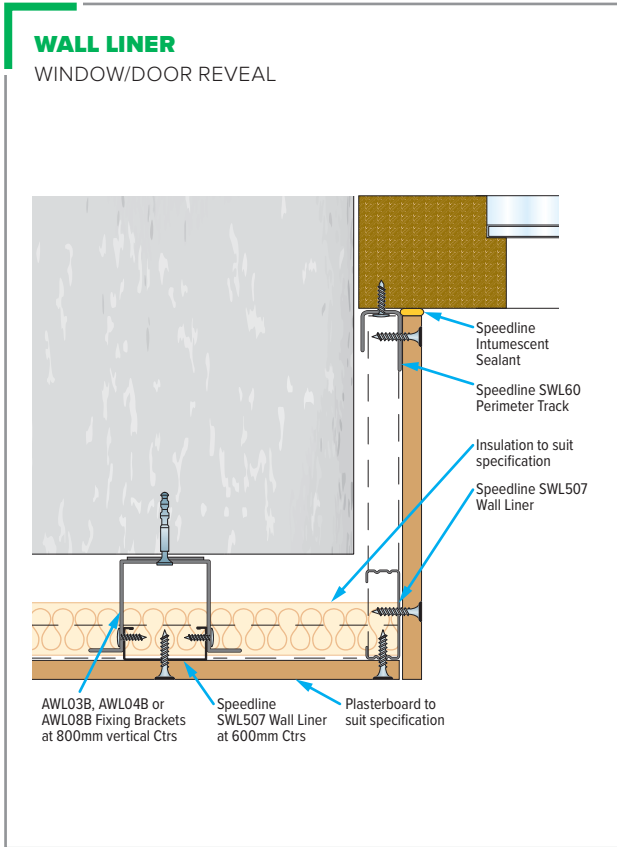 WALL LINER
WINDOW/DOOR REVEAL
Speedline
Intumescent
Sealant
Speedline SWL60
Perimeter Track
Insulation to suit
specification
Speedline SWL507
Wall Liner
AWL03B, AWL04B or
AWL08B Fixing Brackets
at 800mm vertical Ctrs
Speedline
SWL507 Wall Liner
at 600mm Ctrs
Plasterboard to
suit specification